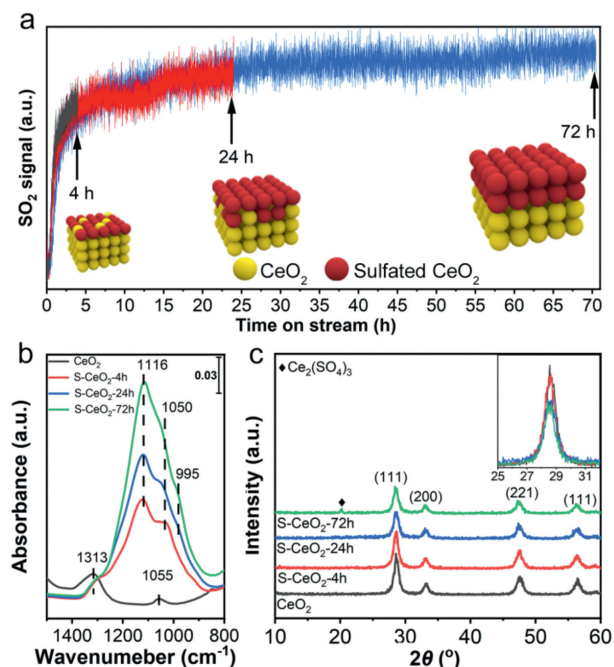 a
SO2 signal (a.u.)
4 h
24 h
72 h
CeO2
Sulfated CeO2
0 5 10 15 20 25 30 35 40 45 50 55 60 65 70
Time on stream (h)
b
CeO2
S-CeO2-4h
S-CeO2-24h
S-CeO2-72h
1116
0.03
1050
995
1313
1055
Absorbance (a.u.)
1400 1200 1000 800
Wavenumeber (cm-1)
c
♦ Ce2(SO4)3
25 27 29 31
Intensity (a.u.)
♦
(111)
(200)
(221)
(111)
S-CeO2-72h
S-CeO2-24h
S-CeO2-4h
CeO2
10 20 30 40 50 60
2θ (°)